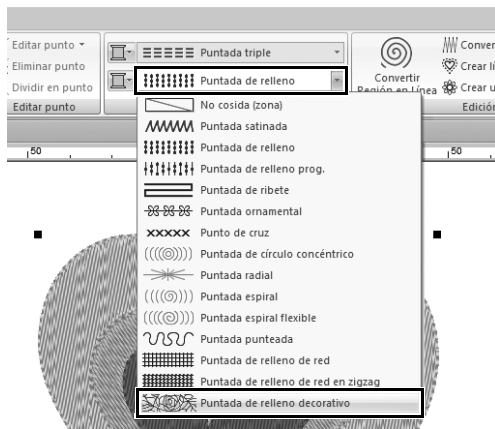 Editar punto
Eliminar punto
Dividir en punto
Editar punto
Puntada triple
Puntada de relleno
Convertir
Región en Línea
Crear
Crear
50
50
No cosida (zona)
Puntada satinada
Puntada de relleno
Puntada de relleno prog.
Puntada de ribete
Puntada ornamental
Punto de cruz
Puntada de círculo concéntrico
Puntada radial
Puntada espiral
Puntada espiral flexible
Puntada punteada
Puntada de relleno de red
Puntada de relleno de red en zigzag
Puntada de relleno decorativo